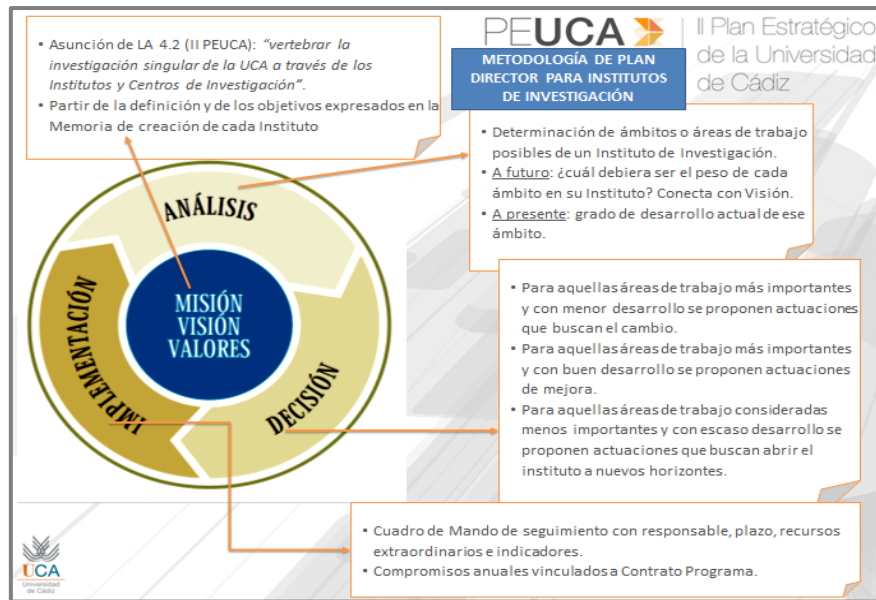 • Asunción de LA 4.2 (II PEUCA): “vertebrar la
investigación singular de la UCA a través de los
Institutos y Centros de Investigación”.
• Partir de la definición y de los objetivos expresados en la
Memoria de creación de cada Instituto
PEUCA
II Plan Estratégico
de la Universidad
de Cádiz
METODOLOGÍA DE PLAN
DIRECTOR PARA INSTITUTOS
DE INVESTIGACIÓN
• Determinación de ámbitos o áreas de trabajo
posibles de un Instituto de Investigación.
• A futuro: ¿cuál debiera ser el peso de cada
ámbito en su Instituto? Conecta con Visión.
• A presente: grado de desarrollo actual de ese
ámbito.
ANÁLISIS
MISIÓN
VISIÓN
VALORES
IMPLEMENTACIÓN
DECISIÓN
• Para aquellas áreas de trabajo más importantes
y con menor desarrollo se proponen actuaciones
que buscan el cambio.
• Para aquellas áreas de trabajo más importantes
y con buen desarrollo se proponen actuaciones
de mejora.
• Para aquellas áreas de trabajo consideradas
menos importantes y con escaso desarrollo se
proponen actuaciones que buscan abrir el
instituto a nuevos horizontes.
• Cuadro de Mando de seguimiento con responsable, plazo, recursos
extraordinarios e indicadores.
• Compromisos anuales vinculados a Contrato Programa.
UCA
Universidad
de Cádiz